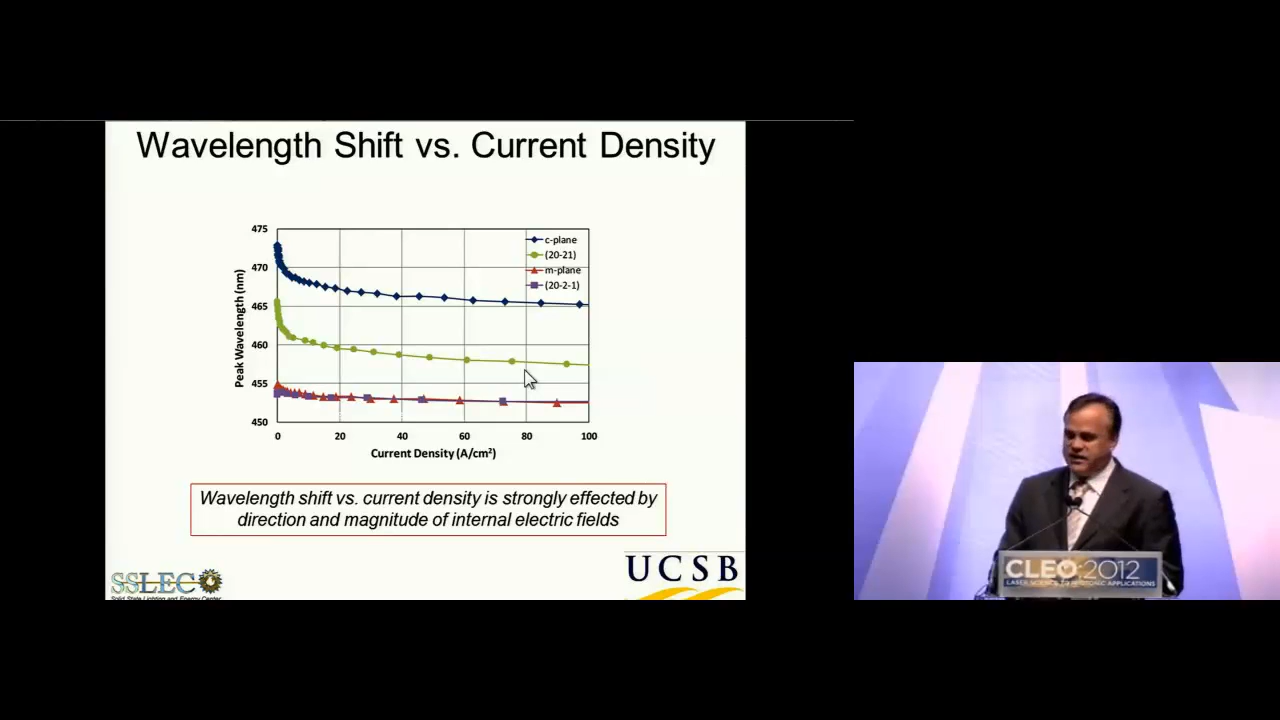 Wavelength Shift vs. Current Density
475
470
465
460
455
450
Peak Wavelength (nm)
c-plane
(20-21)
m-plane
(20-2-1)
0 20 40 60 80 100
Current Density (A/cm²)
Wavelength shift vs. current density is strongly effected by
direction and magnitude of internal electric fields
SSLEC
Solid State Lighting and Energy Center
UCSB
CLEO:2012
LASER SCIENCE TO PHOTONIC APPLICATIONS